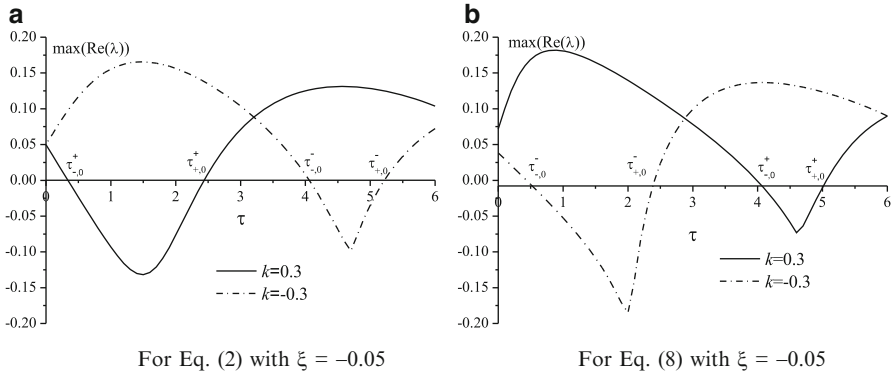 a
max(Re(λ))
0.20
0.15
0.10
0.05
0.00
-0.05
-0.10
-0.15
-0.20
0 1 2 3 4 5 6
τ
τ⁺₋,₀
τ⁺₊,₀
τ⁻₋,₀
τ⁻₊,₀
k=0.3
k=-0.3
For Eq. (2) with ξ = –0.05
b
max(Re(λ))
0.20
0.15
0.10
0.05
0.00
-0.05
-0.10
-0.15
-0.20
0 1 2 3 4 5 6
τ
τ⁻₋,₀
τ⁻₊,₀
τ⁺₋,₀
τ⁺₊,₀
k=0.3
k=-0.3
For Eq. (8) with ξ = –0.05